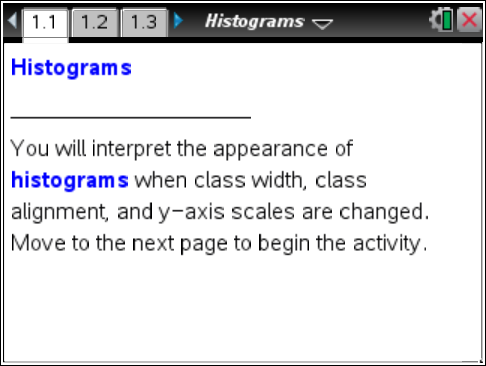 1.1 1.2 1.3 Histograms
Histograms
You will interpret the appearance of
histograms when class width, class
alignment, and y-axis scales are changed.
Move to the next page to begin the activity.